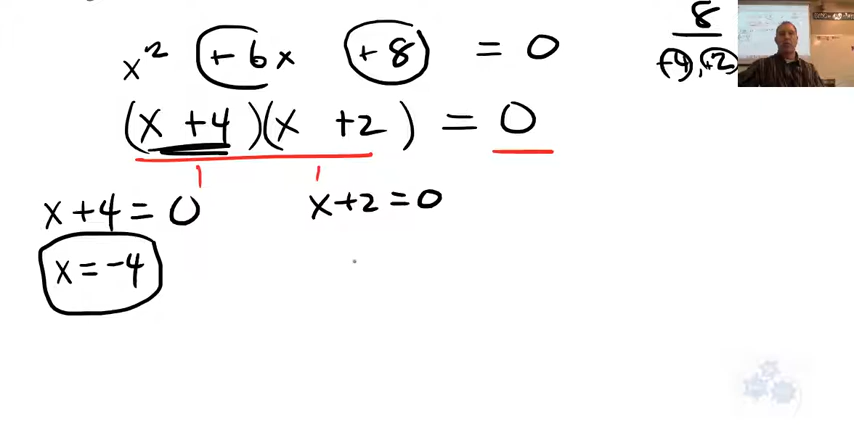 x² +6x +8 = 0
8
+4, +2
(x +4)(x +2) = 0
x+4=0 x+2=0
x=-4